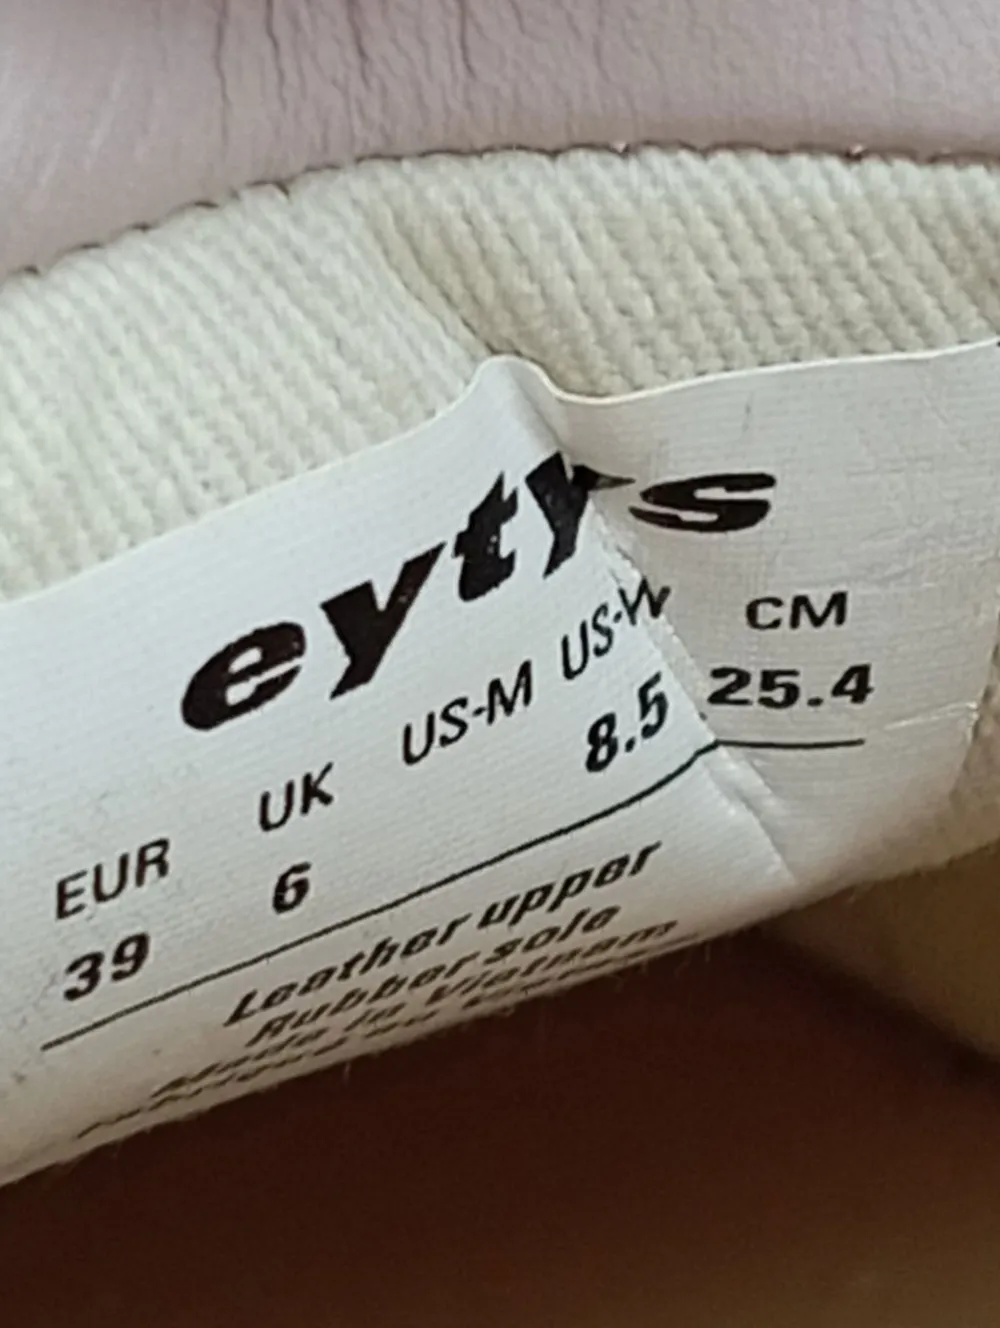 eytys
EUR UK US-M US-W CM
39 6 8.5 25.4
Leather upper
Rubber sole
Made in Vietnam